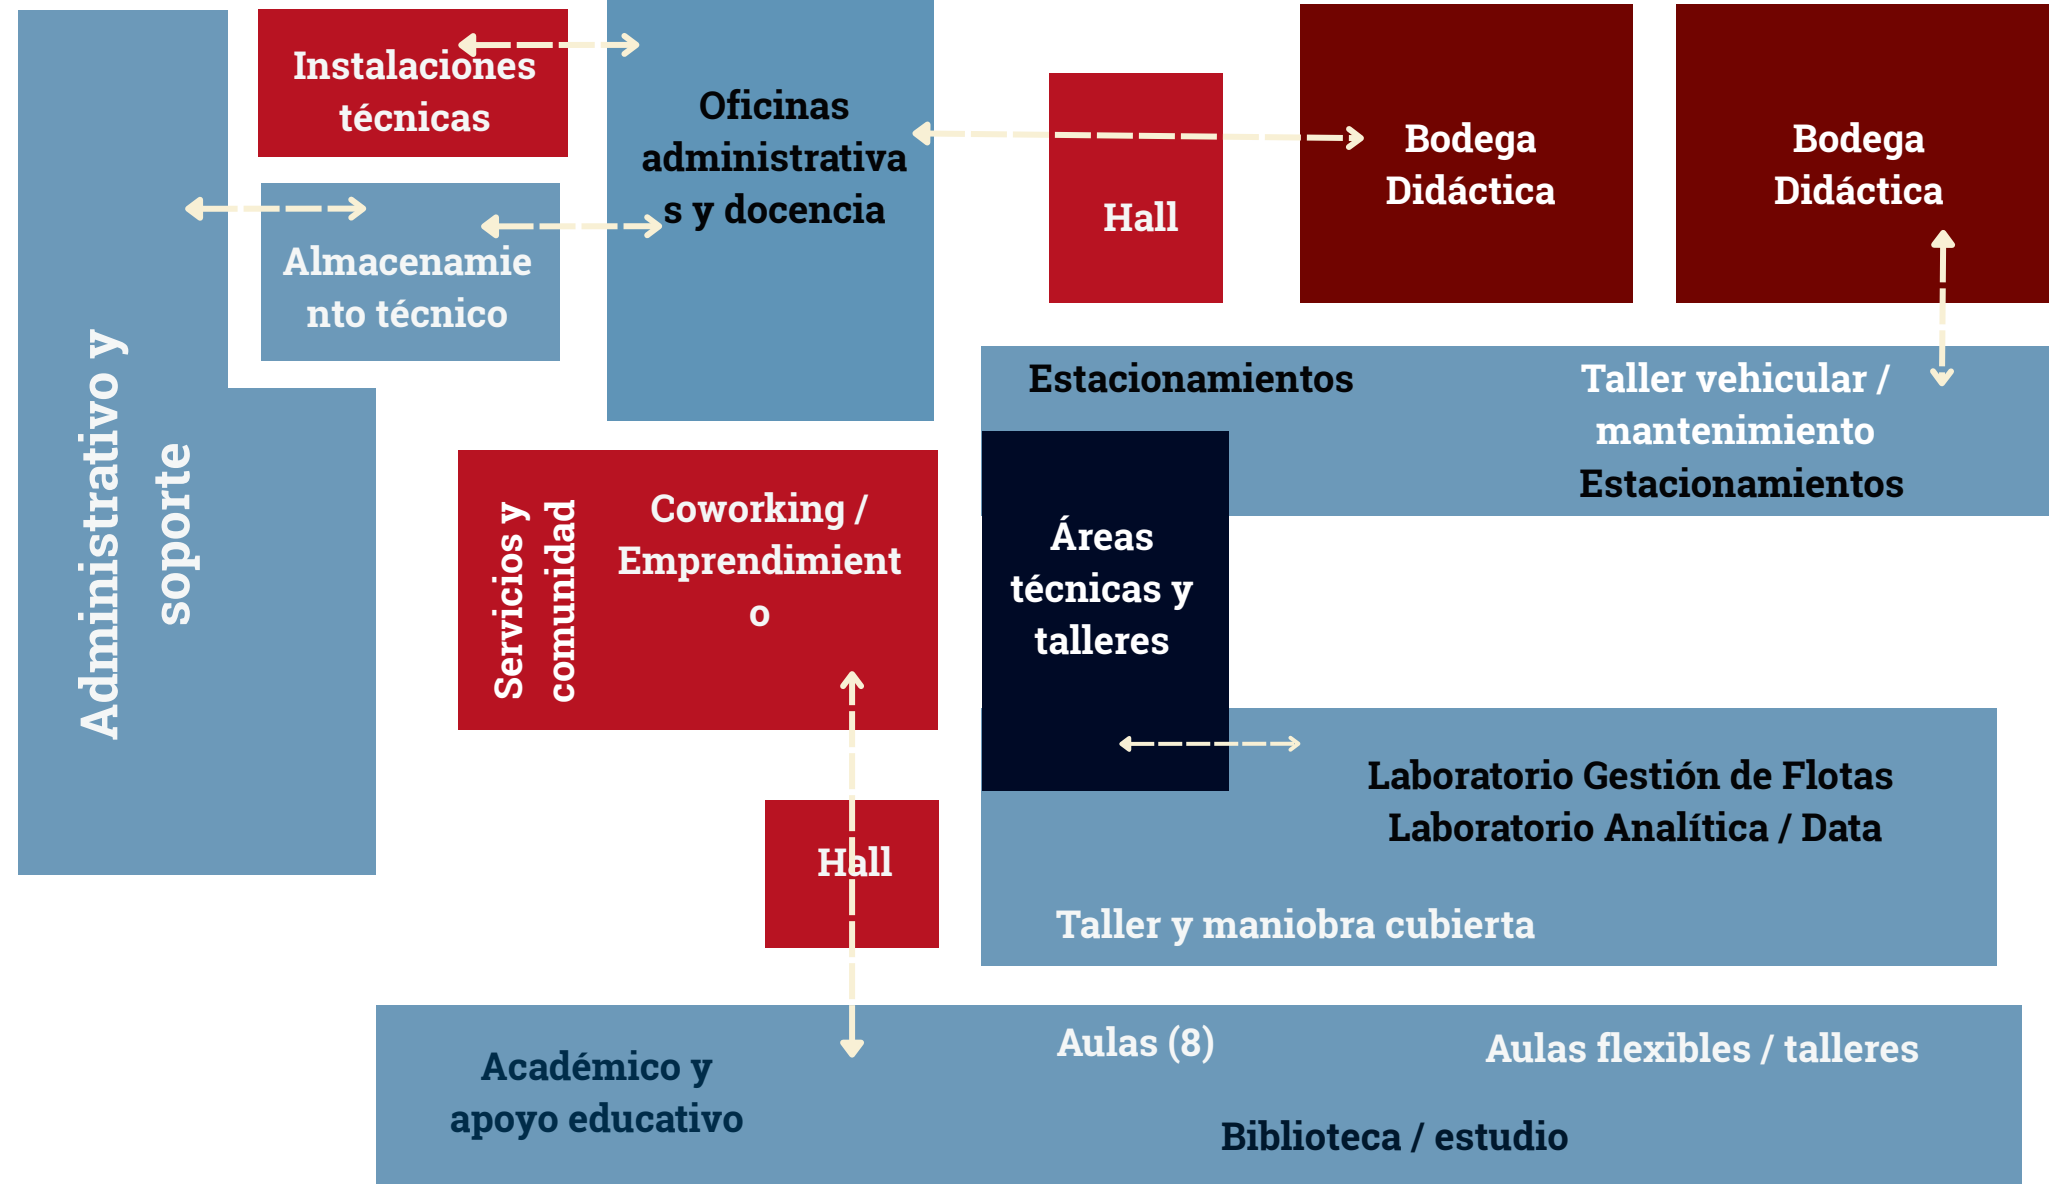 Instalaciones
técnicas
Oficinas
administrativa
s y docencia
Hall
Bodega
Didáctica
Bodega
Didáctica
Almacenamie
nto técnico
Administrativo y
soporte
Estacionamientos
Taller vehicular /
mantenimiento
Estacionamientos
Servicios y
comunidad
Coworking /
Emprendimient
o
Áreas
técnicas y
talleres
Hall
Laboratorio Gestión de Flotas
Laboratorio Analítica / Data
Taller y maniobra cubierta
Académico y
apoyo educativo
Aulas (8)
Aulas flexibles / talleres
Biblioteca / estudio